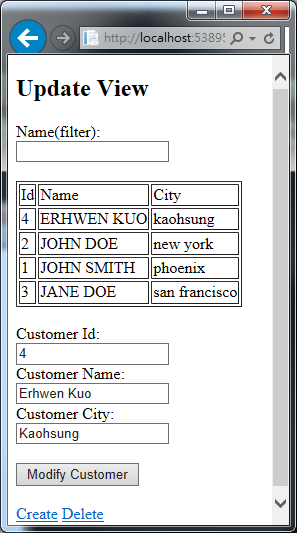 http://localhost:5389
Update View
Name(filter):
Id Name City
4 ERHWEN KUO kaohsung
2 JOHN DOE new york
1 JOHN SMITH phoenix
3 JANE DOE san francisco
Customer Id:
4
Customer Name:
Erhwen Kuo
Customer City:
Kaohsung
Modify Customer
Create Delete